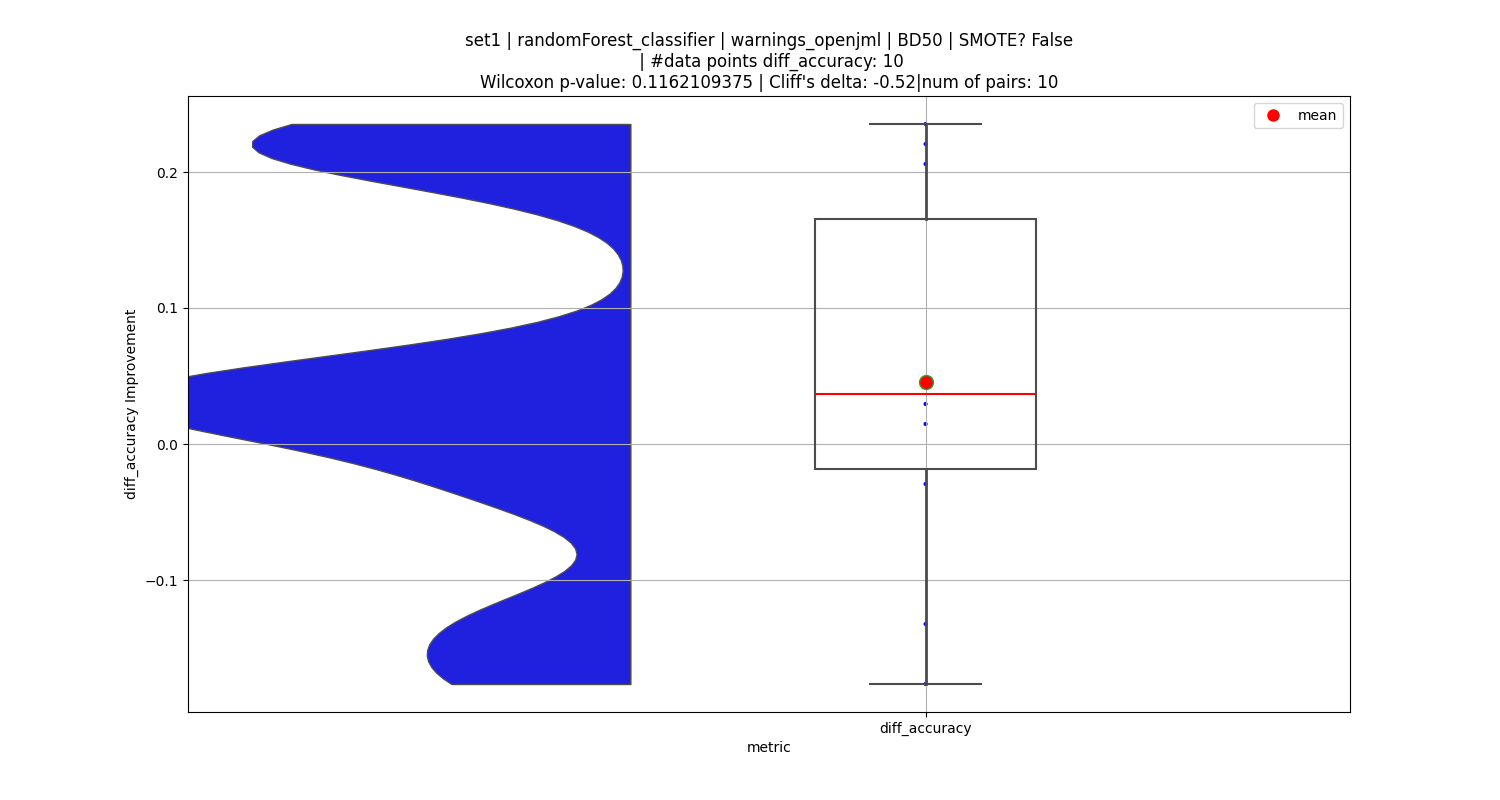 set1 | randomForest_classifier | warnings_openjml | BD50 | SMOTE? False
| #data points diff_accuracy: 10
Wilcoxon p-value: 0.1162109375 | Cliff's delta: -0.52|num of pairs: 10
mean
0.2
0.1
0.0
−0.1
diff_accuracy Improvement
diff_accuracy
metric